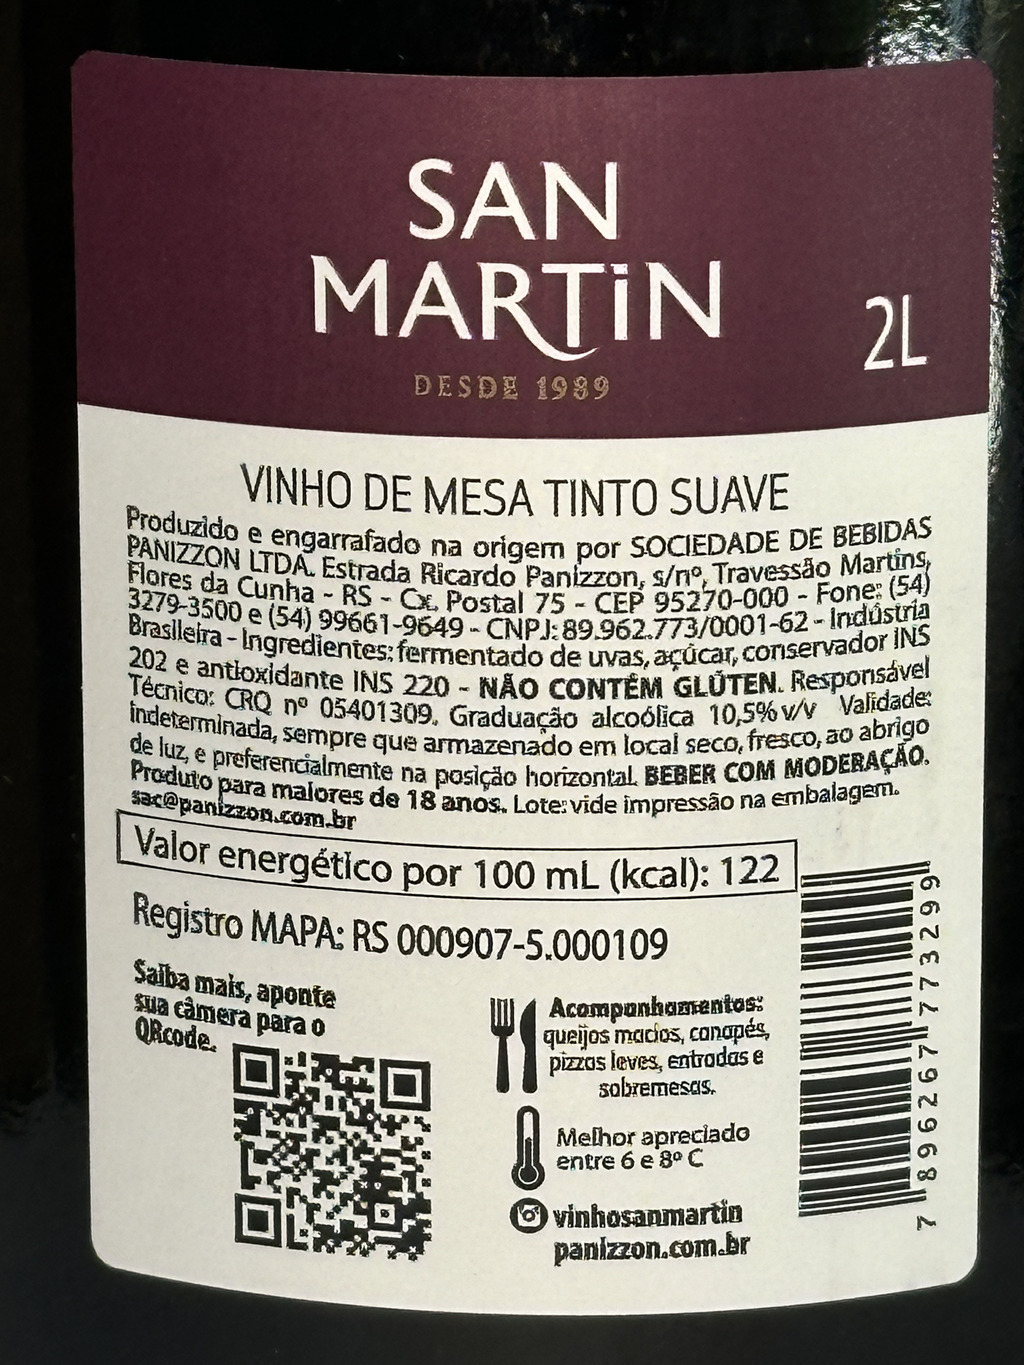 SAN
MARTiN
2L
DESDE 1989
VINHO DE MESA TINTO SUAVE
Produzido e engarrafado na origem por SOCIEDADE DE BEBIDAS
PANIZZON LTDA. Estrada Ricardo Panizzon, s/nº, Travessão Martins,
Flores da Cunha - RS - Cx. Postal 75 - CEP 95270-000 - Fone: (54)
3279-3500 e (54) 99661-9649 - CNPJ: 89.962.773/0001-62 - Indústria
Brasileira - Ingredientes: fermentado de uvas, açúcar, conservador INS
202 e antioxidante INS 220 - NÃO CONTÉM GLÚTEN. Responsável
Técnico: CRQ nº 05401309. Graduação alcoólica 10,5% v/v Validade:
indeterminada, sempre que armazenado em local seco, fresco, ao abrigo
de luz, e preferencialmente na posição horizontal. BEBER COM MODERAÇÃO.
Produto para maiores de 18 anos. Lote: vide impressão na embalagem.
sac@panizzon.com.br
Valor energético por 100 mL (kcal): 122
Registro MAPA: RS 000907-5.000109
Saiba mais, aponte
sua câmera para o
QRcode.
Acompanhamentos:
queijos macios, canapés,
pizzas leves, entradas e
sobremesas.
Melhor apreciado
entre 6 e 8º C
vinhosanmartin
panizzon.com.br
7 896267 773299